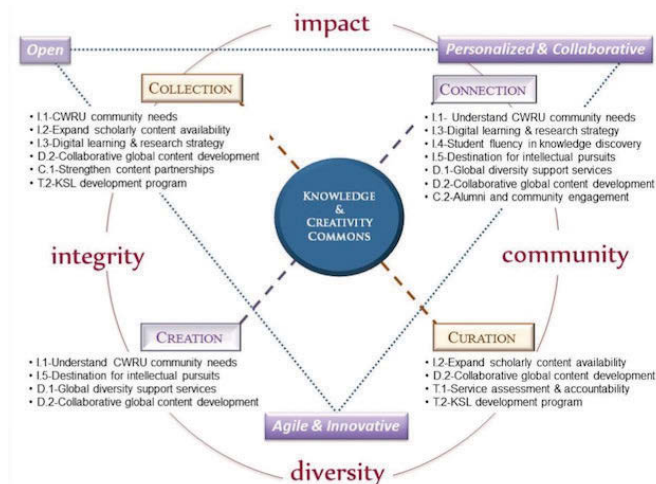 impact
Open
Personalized & Collaborative
COLLECTION
I.1-CWRU community needs
I.2-Expand scholarly content availability
I.3-Digital learning & research strategy
D.2-Collaborative global content development
C.1-Strengthen content partnerships
T.2-KSL development program
CONNECTION
I.1- Understand CWRU community needs
I.3-Digital learning & research strategy
I.4-Student fluency in knowledge discovery
I.5-Destination for intellectual pursuits
D.1-Global diversity support services
D.2-Collaborative global content development
C.2-Alumni and community engagement
KNOWLEDGE
&
CREATIVITY
COMMONS
integrity
community
CREATION
I.1-Understand CWRU community needs
I.5-Destination for intellectual pursuits
D.1-Global diversity support services
D.2-Collaborative global content development
CURATION
I.2-Expand scholarly content availability
D.2-Collaborative global content development
T.1-Service assessment & accountability
T.2-KSL development program
Agile & Innovative
diversity